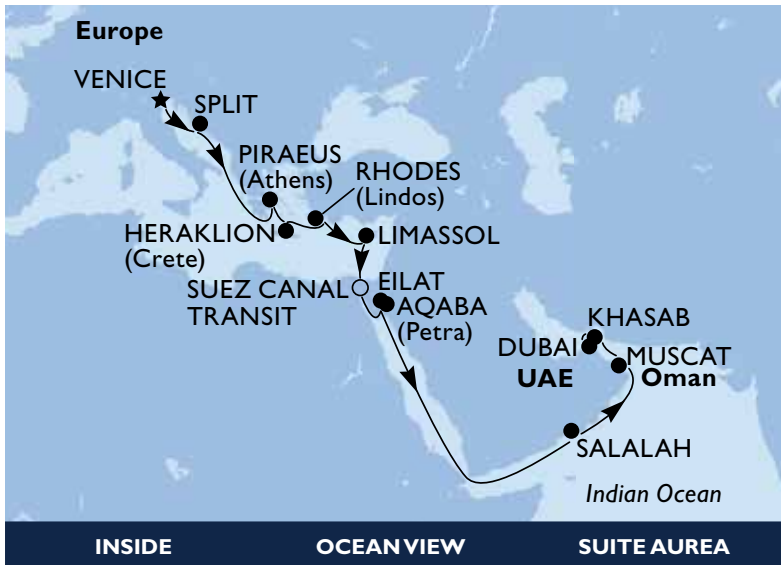 Europe
VENICE
SPLIT
PIRAEUS
(Athens)
RHODES
(Lindos)
HERAKLION
(Crete)
LIMASSOL
SUEZ CANAL
TRANSIT
EILAT
AQABA
(Petra)
KHASAB
DUBAI
MUSCAT
UAE
Oman
SALALAH
Indian Ocean
INSIDE
OCEAN VIEW
SUITE AUREA